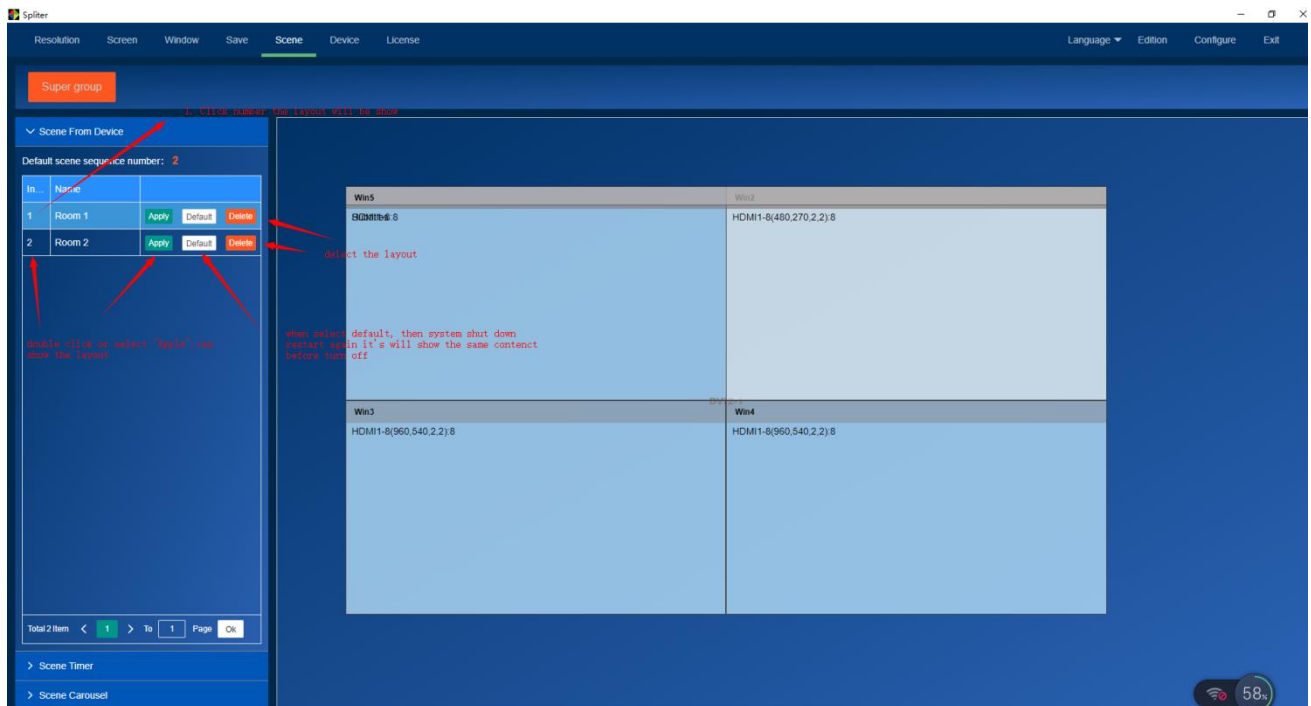 Spliter
Resolution Screen Window Save Scene Device License Language Edition Configure Exit
Super group
1. Click number the layout will be show
Scene From Device
Default scene sequence number: 2
In... Name
1 Room 1 Apply Default Delete
2 Room 2 Apply Default Delete
delect the layout
double click or select "Apple" can
show the layout
when select default, then system shut down
restart again it's will show the same contenct
before turn off
Win5 Win2
HDMI1-8(480,270,2,2):8
Win3 Win4
HDMI1-8(960,540,2,2):8 HDMI1-8(960,540,2,2):8
Total 2 Item < 1 > To 1 Page Ok
Scene Timer
Scene Carousel
58%